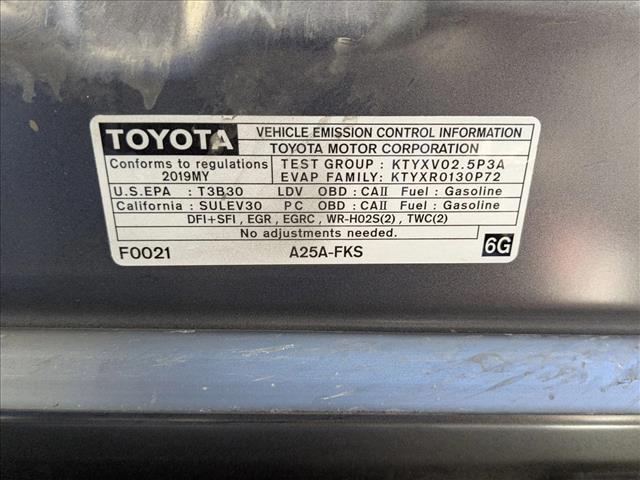 TOYOTA VEHICLE EMISSION CONTROL INFORMATION
TOYOTA MOTOR CORPORATION
Conforms to regulations TEST GROUP : KTYXV02.5P3A
2019MY EVAP FAMILY: KTYXR0130P72
U.S.EPA : T3B30 LDV OBD : CAⅡ Fuel : Gasoline
California : SULEV30 PC OBD : CAⅡ Fuel : Gasoline
DFI+SFI , EGR , EGRC , WR-HO2S(2) , TWC(2)
No adjustments needed.
F0021 A25A-FKS 6G